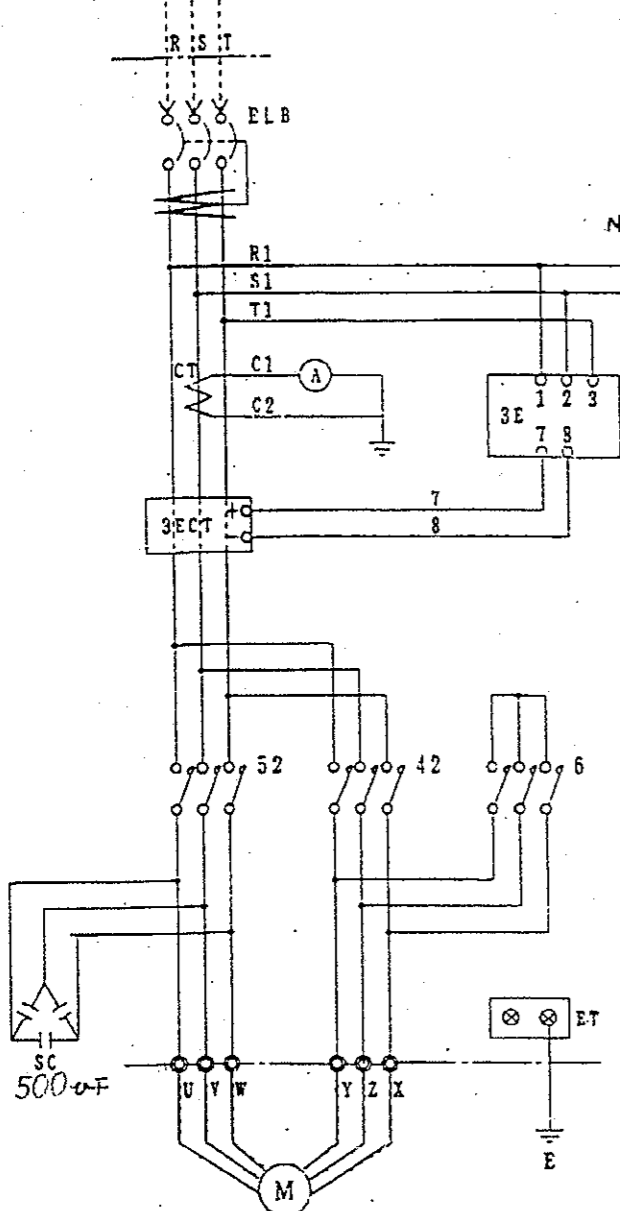 R S T
ELB
N
R1
S1
T1
CT C1 A
C2
1 2 3
3E
7 8
7
3ECT + 
8
-
52 42 6
ET
SC
500uF
U V W Y Z X
E
M